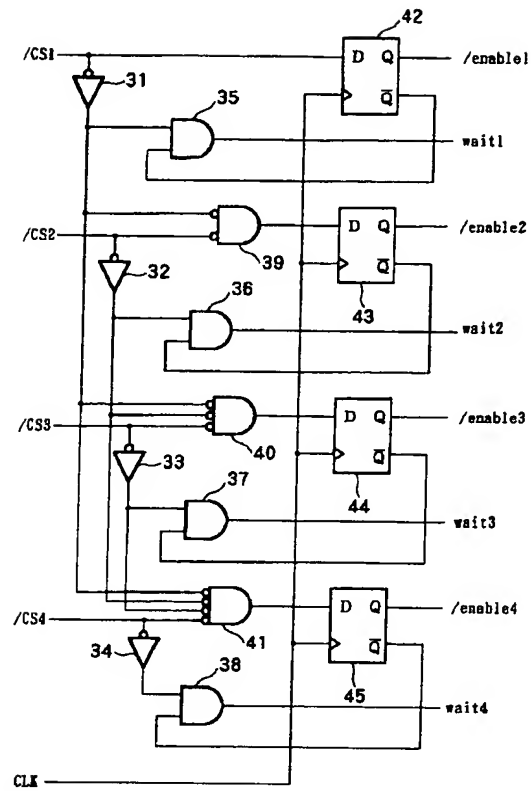 42
/CS1 D Q /enable1
31
35
Q
wait1
/CS2 D Q /enable2
39
32
36
Q
43
wait2
/CS3 D Q /enable3
40
33
37
Q
44
wait3
/CS4 D Q /enable4
41
34
38
Q
45
wait4
CLK